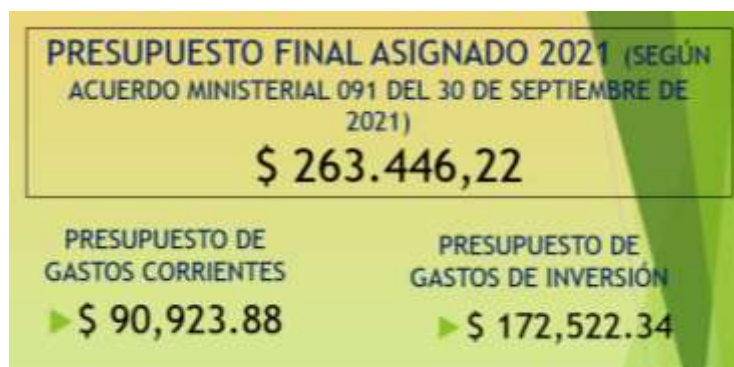 PRESUPUESTO FINAL ASIGNADO 2021 (SEGÚN
ACUERDO MINISTERIAL 091 DEL 30 DE SEPTIEMBRE DE
2021)
$ 263.446,22
PRESUPUESTO DE
GASTOS CORRIENTES
$ 90,923.88
PRESUPUESTO DE
GASTOS DE INVERSIÓN
$ 172,522.34